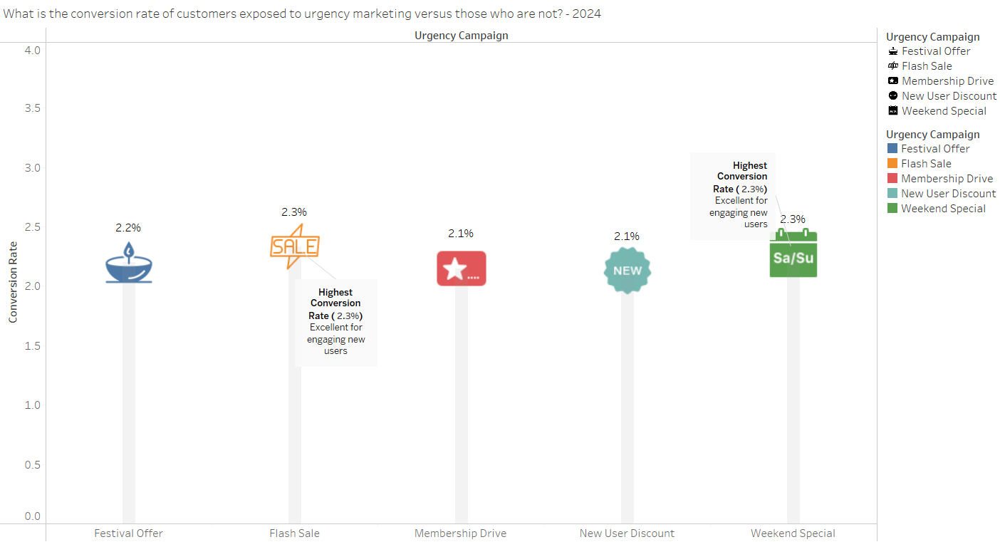 What is the conversion rate of customers exposed to urgency marketing versus those who are not? - 2024
Urgency Campaign
Conversion Rate
4.0
3.5
3.0
2.5
2.0
1.5
1.0
0.5
0.0
2.2%
2.3%
SALE
Highest
Conversion
Rate ( 2.3%)
Excellent for
engaging new
users
2.1%
2.1%
NEW
Highest
Conversion
Rate ( 2.3%)
Excellent for
engaging new
users
2.3%
Sa/Su
Festival Offer
Flash Sale
Membership Drive
New User Discount
Weekend Special
Urgency Campaign
Festival Offer
Flash Sale
Membership Drive
New User Discount
Weekend Special
Urgency Campaign
Festival Offer
Flash Sale
Membership Drive
New User Discount
Weekend Special